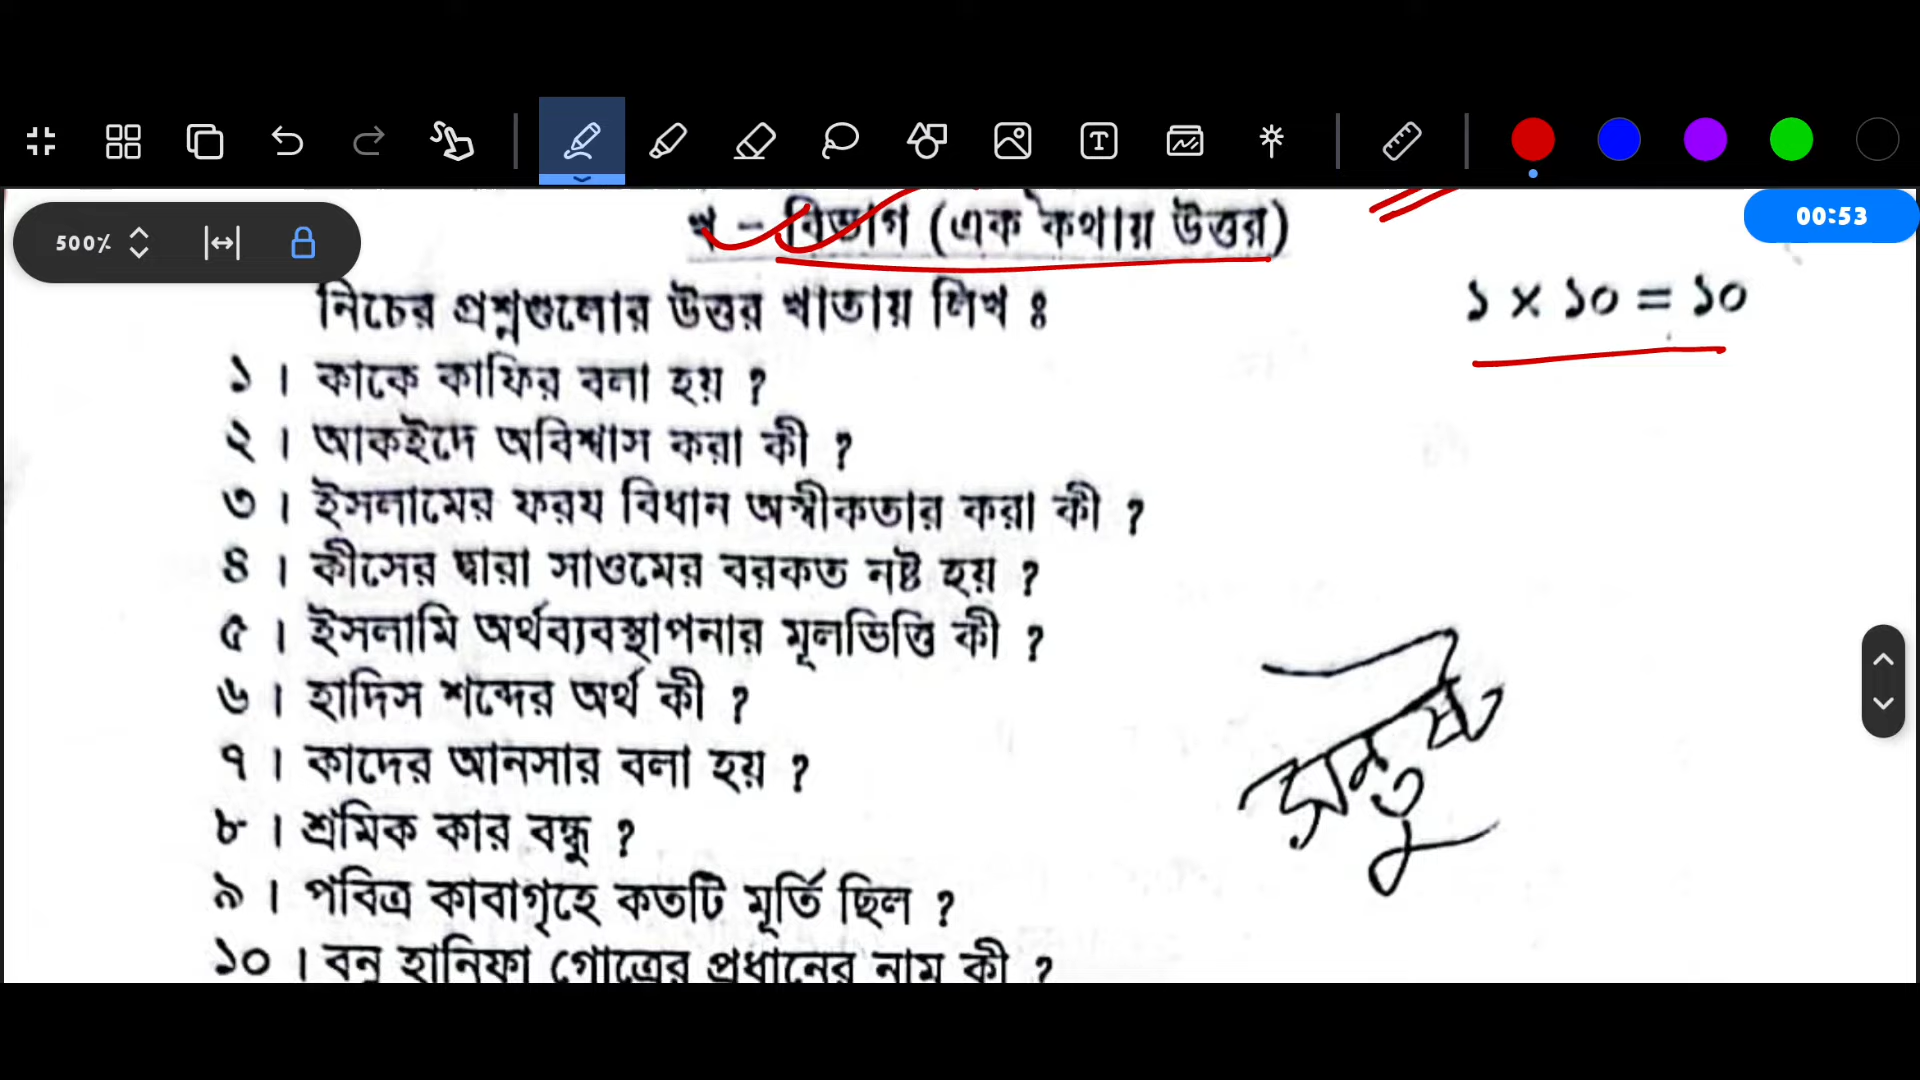 500%
00:53
খ - বিভাগ (এক কথায় উত্তর)
নিচের প্রশ্নগুলোর উত্তর খাতায় লিখ ঃ
১ × ১০ = ১০
১ । কাকে কাফির বলা হয় ?
২ । আকইদে অবিশ্বাস করা কী ?
৩ । ইসলামের ফরয বিধান অস্বীকতার করা কী ?
৪ । কীসের দ্বারা সাওমের বরকত নষ্ট হয় ?
৫ । ইসলামি অর্থব্যবস্থাপনার মূলভিত্তি কী ?
৬ । হাদিস শব্দের অর্থ কী ?
৭ । কাদের আনসার বলা হয় ?
৮ । শ্রমিক কার বন্ধু ?
৯ । পবিত্র কাবাগৃহে কতটি মূর্তি ছিল ?
১০ । বনু হানিফা গোত্রের প্রধানের নাম কী ?